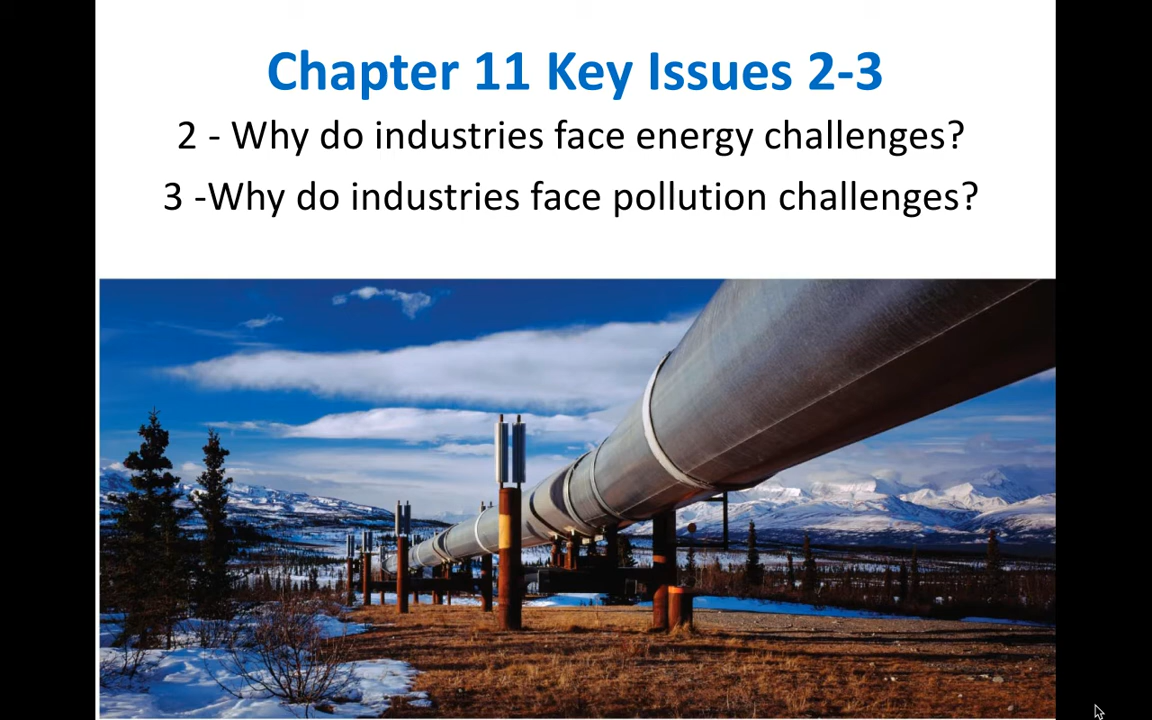 Chapter 11 Key Issues 2-3
2 - Why do industries face energy challenges?
3 -Why do industries face pollution challenges?